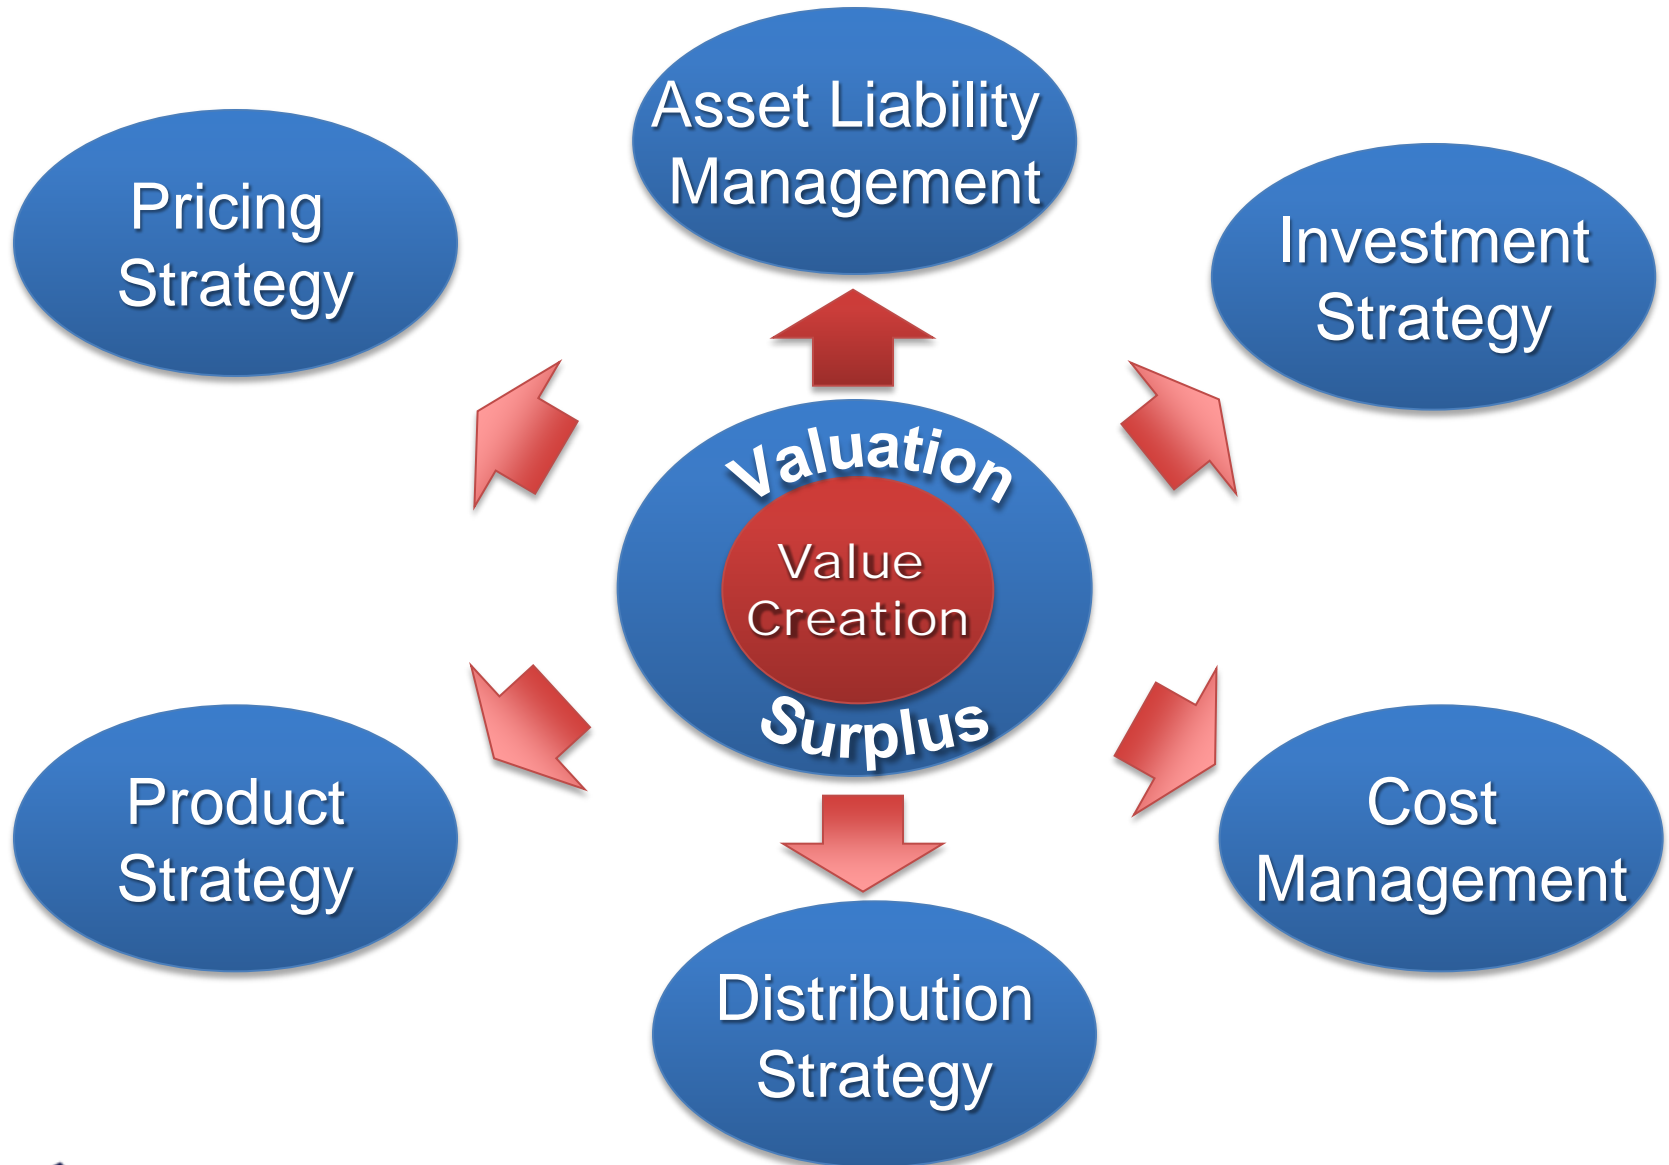 Asset Liability
Management
Pricing
Strategy
Investment
Strategy
Valuation
Value
Creation
Surplus
Product
Strategy
Cost
Management
Distribution
Strategy